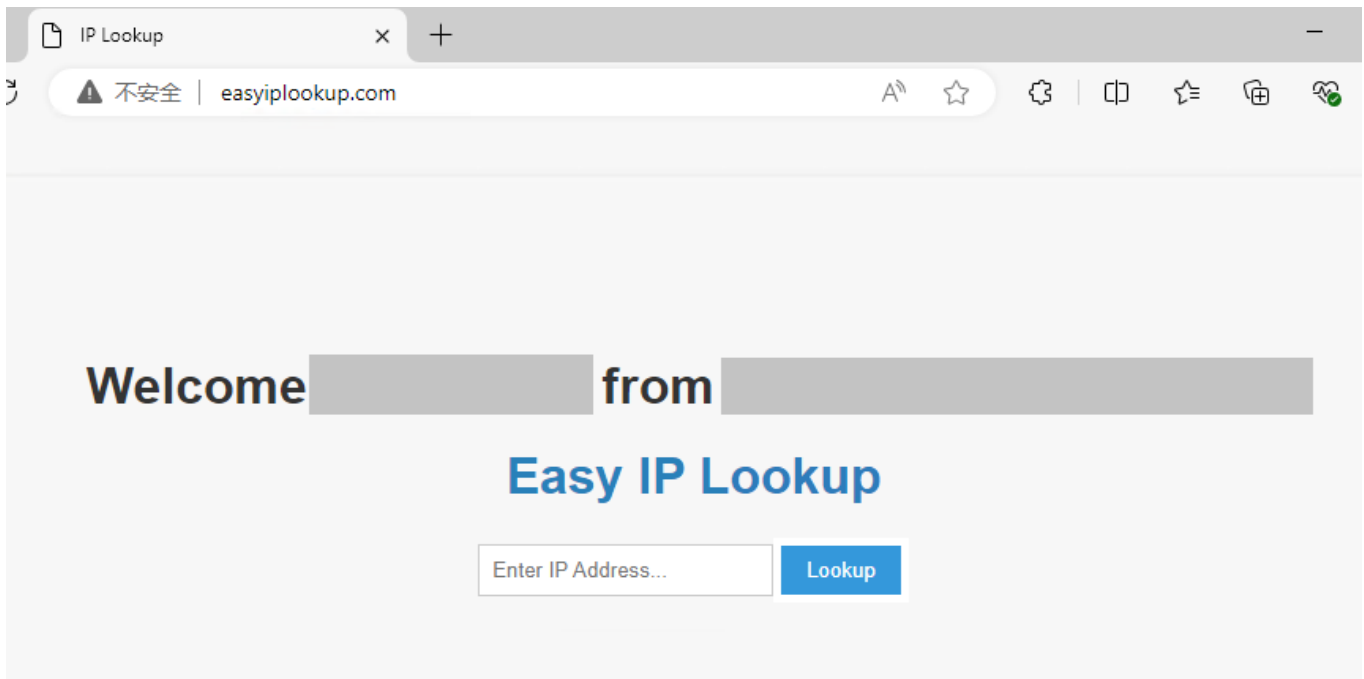 IP Lookup
不安全 easyiplookup.com
Welcome from
Easy IP Lookup
Enter IP Address... Lookup